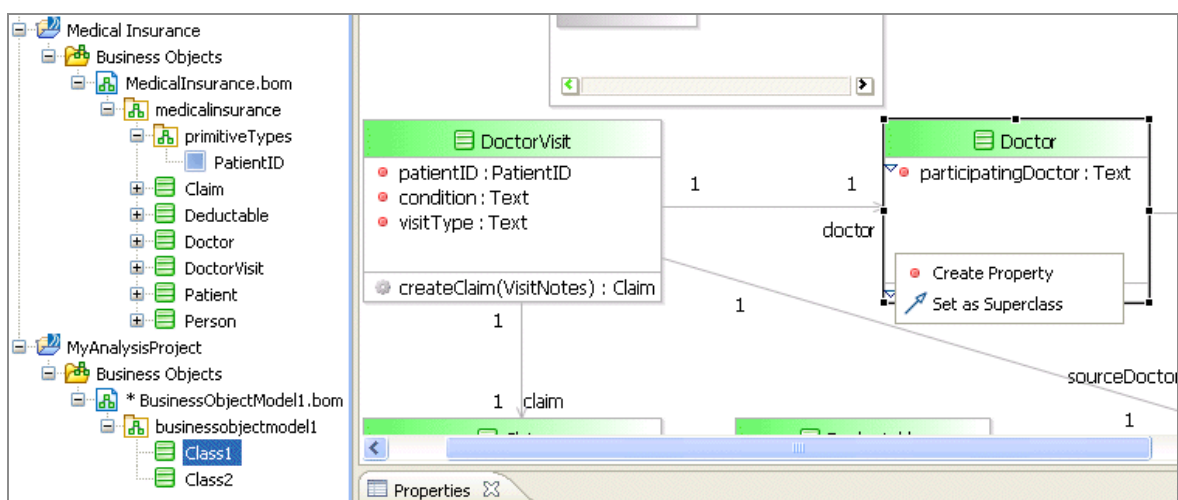 Medical Insurance
Business Objects
MedicalInsurance.bom
medicalinsurance
primitiveTypes
PatientID
Claim
Deductable
Doctor
DoctorVisit
Patient
Person
MyAnalysisProject
Business Objects
* BusinessObjectModel1.bom
businessobjectmodel1
Class1
Class2
DoctorVisit
patientID : PatientID
condition : Text
visitType : Text
createClaim(VisitNotes) : Claim
1
1
doctor
Doctor
participatingDoctor : Text
Create Property
Set as Superclass
1
1
sourceDoctor
1
1
claim
Properties